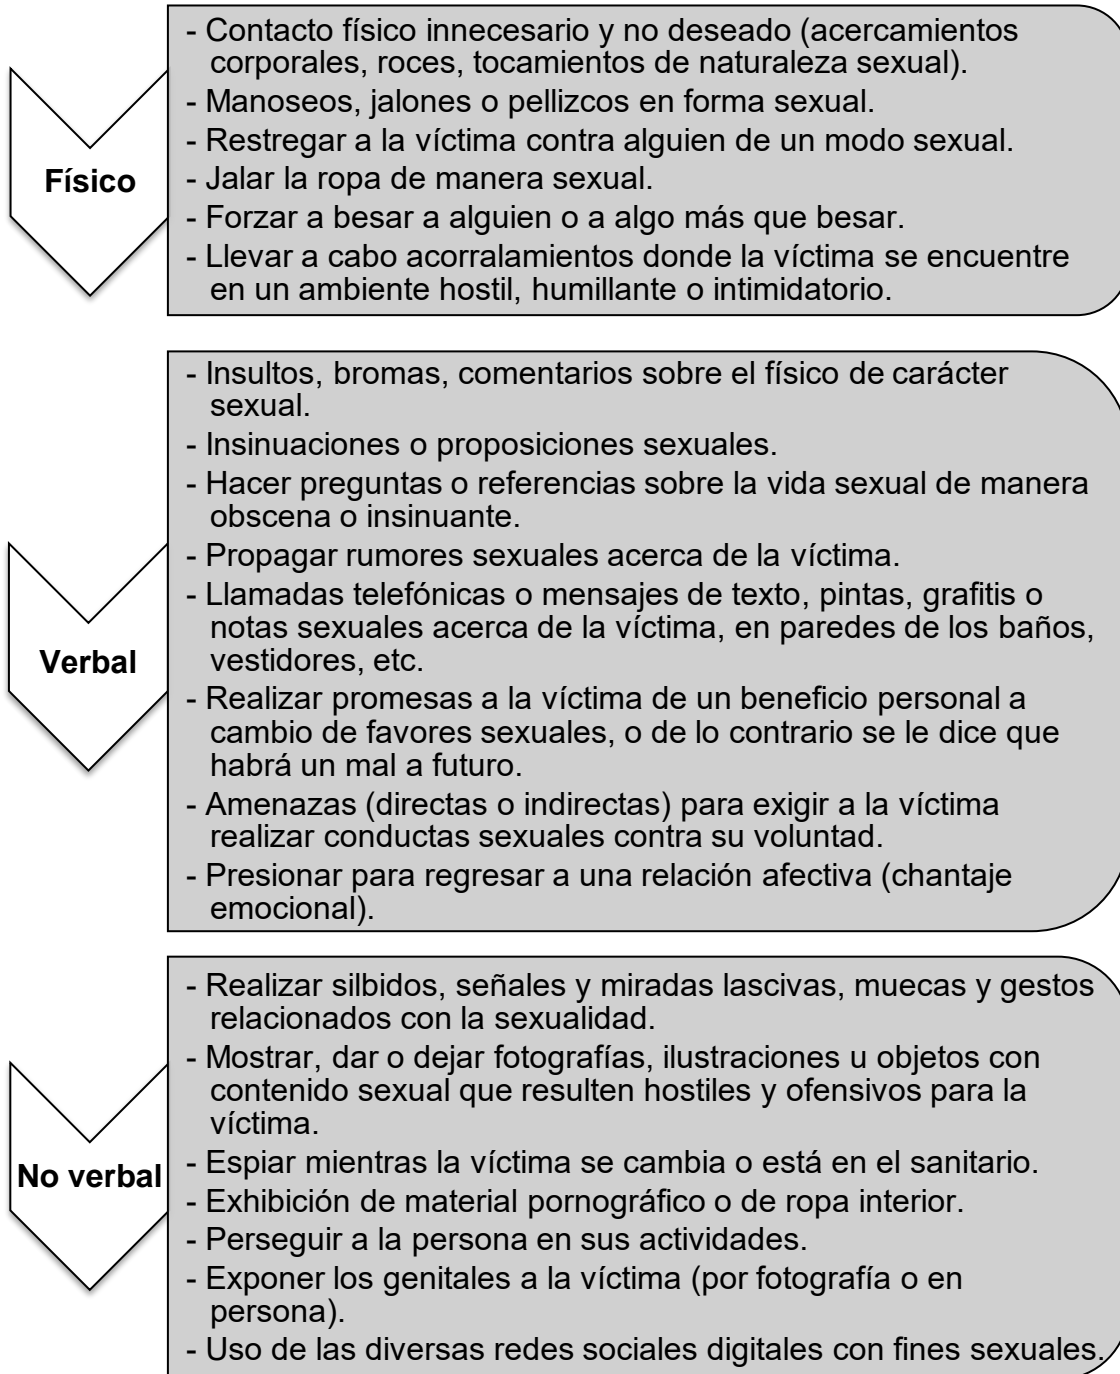 Físico
- Contacto físico innecesario y no deseado (acercamientos
corporales, roces, tocamientos de naturaleza sexual).
- Manoseos, jalones o pellizcos en forma sexual.
- Restregar a la víctima contra alguien de un modo sexual.
- Jalar la ropa de manera sexual.
- Forzar a besar a alguien o a algo más que besar.
- Llevar a cabo acorralamientos donde la víctima se encuentre
en un ambiente hostil, humillante o intimidatorio.
Verbal
- Insultos, bromas, comentarios sobre el físico de carácter
sexual.
- Insinuaciones o proposiciones sexuales.
- Hacer preguntas o referencias sobre la vida sexual de manera
obscena o insinuante.
- Propagar rumores sexuales acerca de la víctima.
- Llamadas telefónicas o mensajes de texto, pintas, grafitis o
notas sexuales acerca de la víctima, en paredes de los baños,
vestidores, etc.
- Realizar promesas a la víctima de un beneficio personal a
cambio de favores sexuales, o de lo contrario se le dice que
habrá un mal a futuro.
- Amenazas (directas o indirectas) para exigir a la víctima
realizar conductas sexuales contra su voluntad.
- Presionar para regresar a una relación afectiva (chantaje
emocional).
No verbal
- Realizar silbidos, señales y miradas lascivas, muecas y gestos
relacionados con la sexualidad.
- Mostrar, dar o dejar fotografías, ilustraciones u objetos con
contenido sexual que resulten hostiles y ofensivos para la
víctima.
- Espiar mientras la víctima se cambia o está en el sanitario.
- Exhibición de material pornográfico o de ropa interior.
- Perseguir a la persona en sus actividades.
- Exponer los genitales a la víctima (por fotografía o en
persona).
- Uso de las diversas redes sociales digitales con fines sexuales.